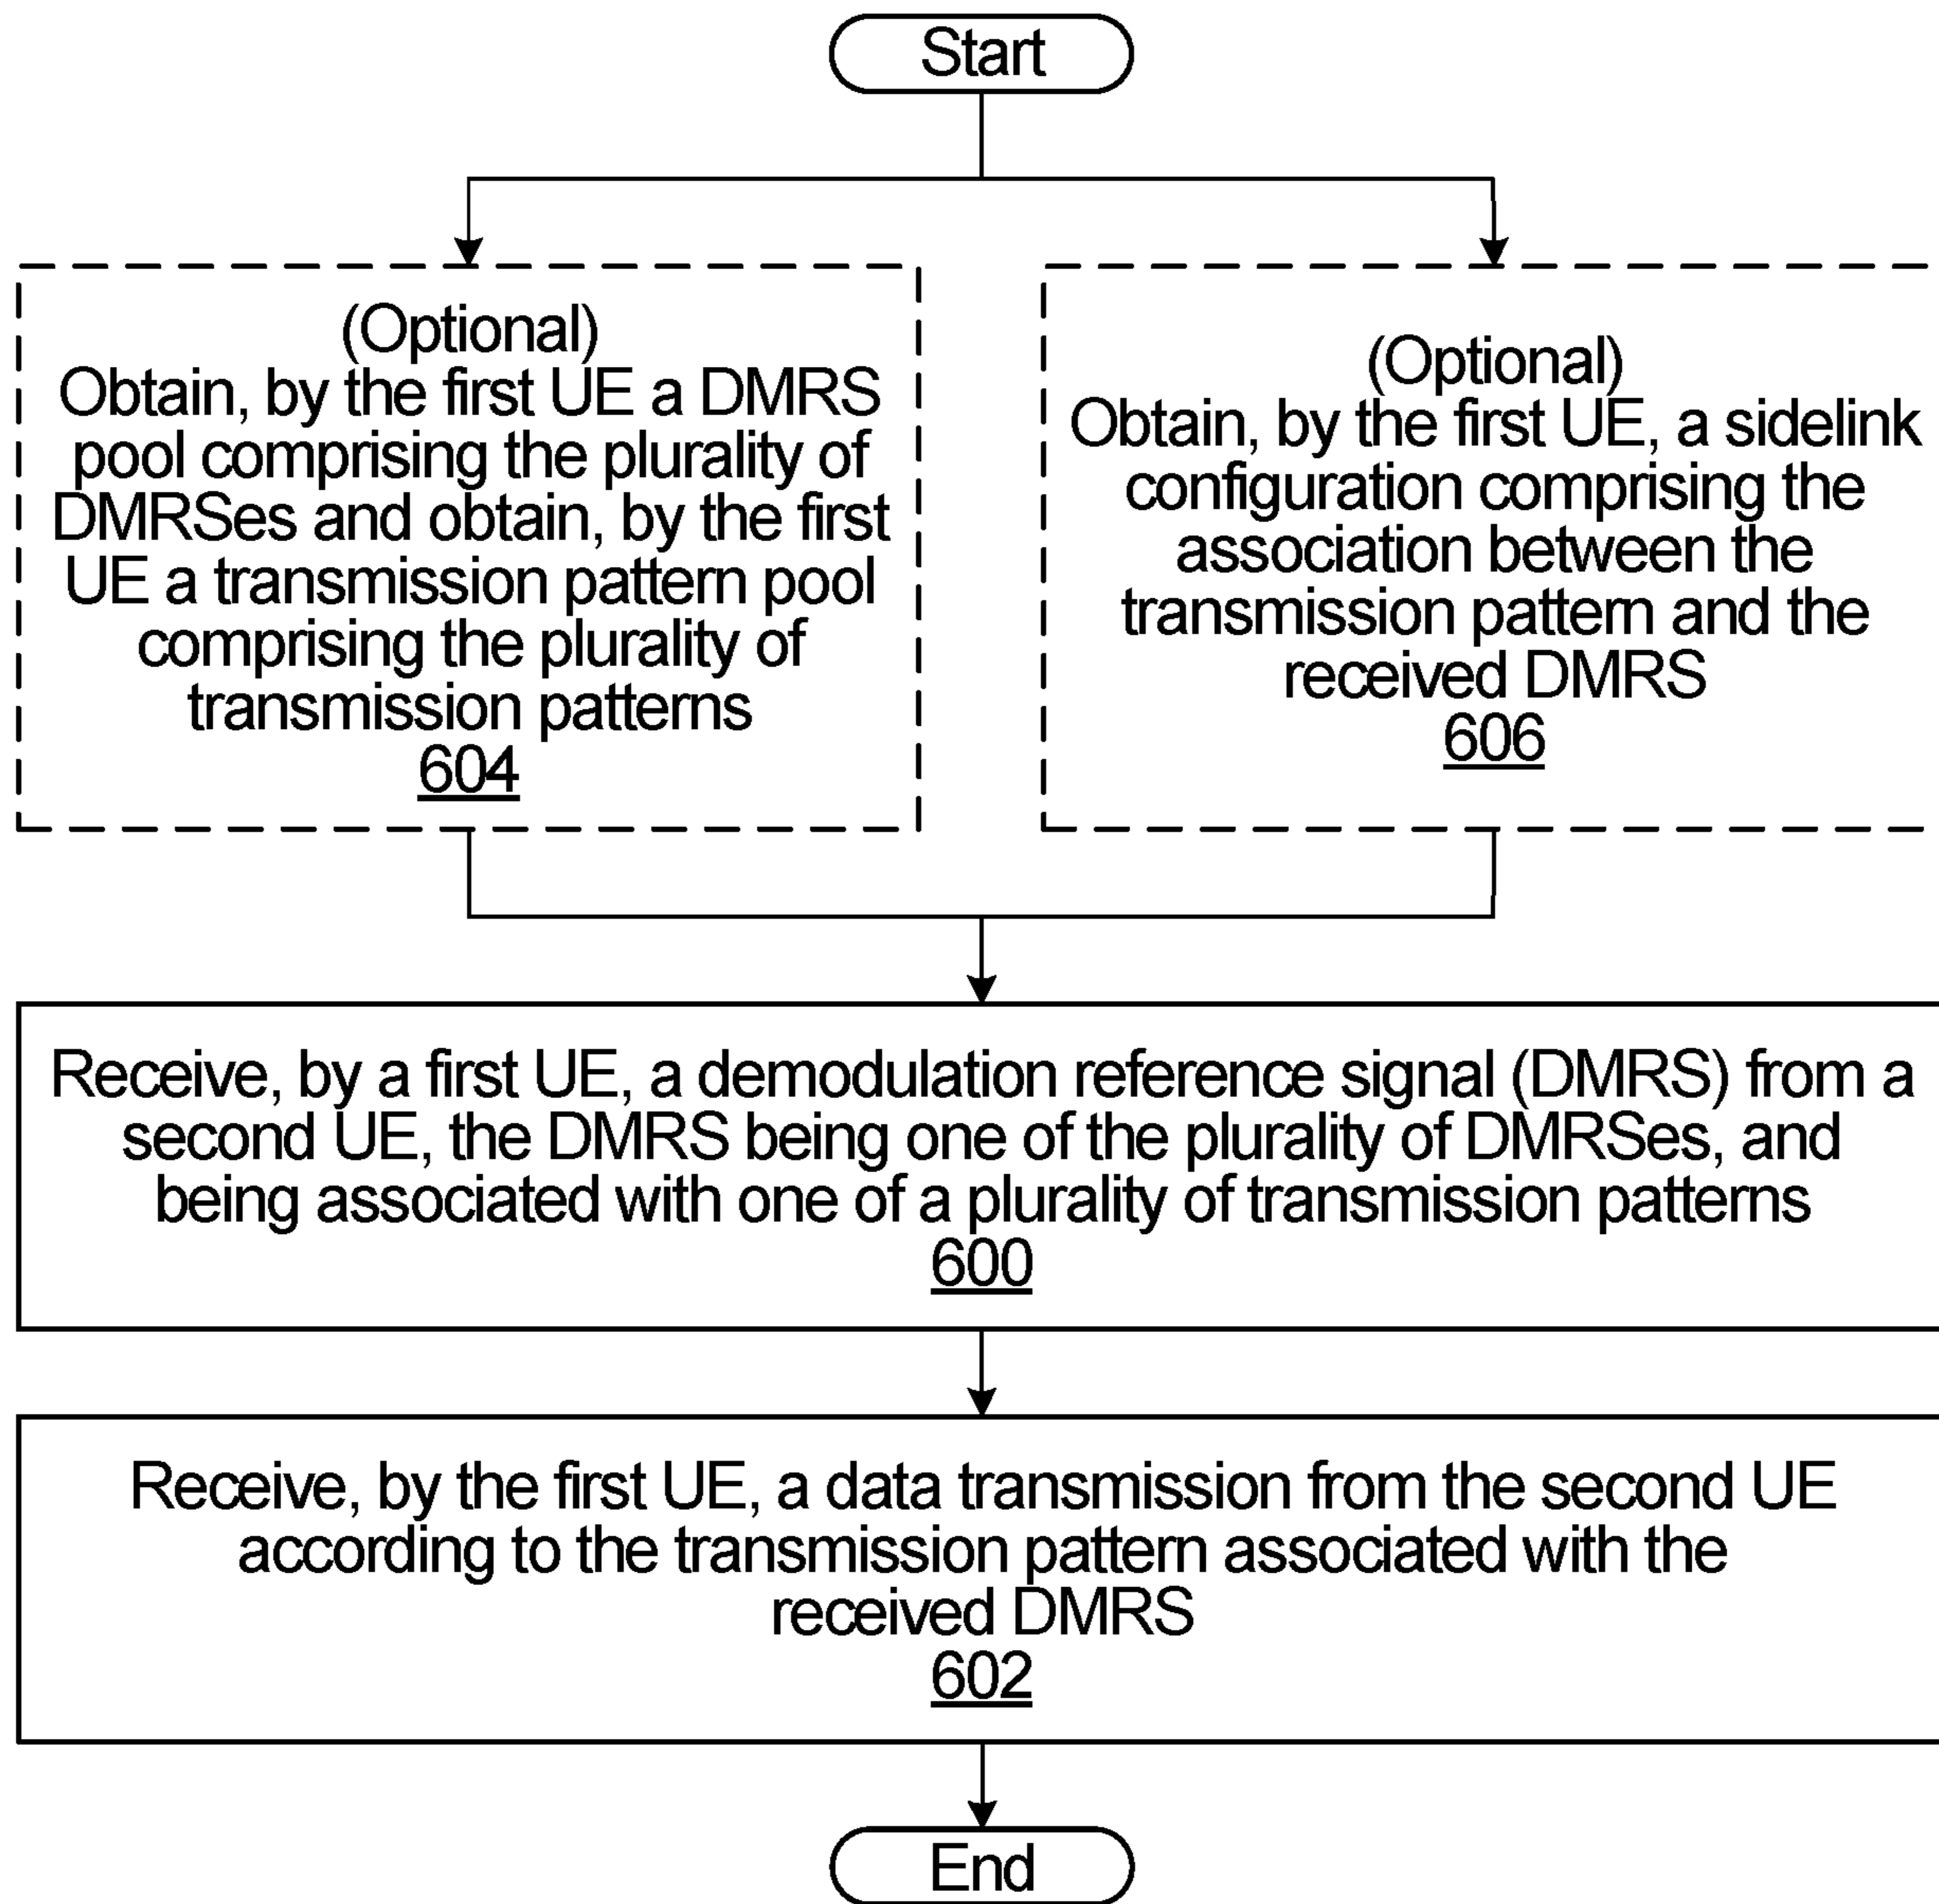 Start
(Optional)
Obtain, by the first UE a DMRS
pool comprising the plurality of
DMRSes and obtain, by the first
UE a transmission pattern pool
comprising the plurality of
transmission patterns
604
(Optional)
Obtain, by the first UE, a sidelink
configuration comprising the
association between the
transmission pattern and the
received DMRS
606
Receive, by a first UE, a demodulation reference signal (DMRS) from a
second UE, the DMRS being one of the plurality of DMRSes, and
being associated with one of a plurality of transmission patterns
600
Receive, by the first UE, a data transmission from the second UE
according to the transmission pattern associated with the
received DMRS
602
End